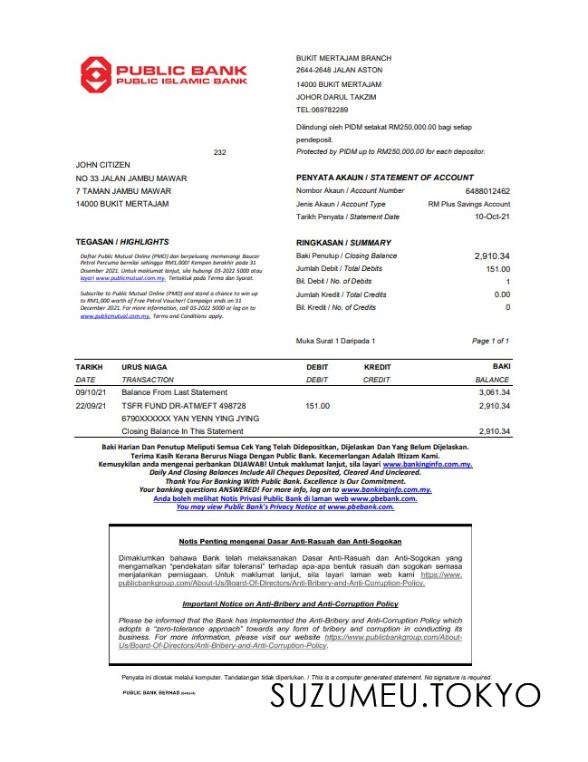 PUBLIC BANK
PUBLIC ISLAMIC BANK
BUKIT MERTAJAM BRANCH
2644-2648 JALAN ASTON
14000 BUKIT MERTAJAM
JOHOR DARUL TAKZIM
TEL:069782289
Dilindungi oleh PIDM setakat RM250,000.00 bagi setiap
pendeposit.
Protected by PIDM up to RM250,000.00 for each depositor.
232
JOHN CITIZEN
NO 33 JALAN JAMBU MAWAR
7 TAMAN JAMBU MAWAR
14000 BUKIT MERTAJAM
PENYATA AKAUN / STATEMENT OF ACCOUNT
Nombor Akaun / Account Number 6488012462
Jenis Akaun / Account Type RM Plus Savings Account
Tarikh Penyata / Statement Date 10-Oct-21
TEGASAN / HIGHLIGHTS
Daftar Public Mutual Online (PMO) dan berpeluang memenangi Baucar
Petrol Percuma bernilai sehingga RM1,000! Kempen berakhir pada 31
Disember 2021. Untuk maklumat lanjut, sila hubungi 03-2022 5000 atau
layari www.publicmutual.com.my. Tertakluk pada Terma dan Syarat.
Subscribe to Public Mutual Online (PMO) and stand a chance to win up
to RM1,000 worth of Free Petrol Voucher! Campaign ends on 31
December 2021. For more information, call 03-2022 5000 or log on to
www.publicmutual.com.my. Terms and Conditions apply.
RINGKASAN / SUMMARY
Baki Penutup / Closing Balance 2,910.34
Jumlah Debit / Total Debits 151.00
Bil. Debit / No. of Debits 1
Jumlah Kredit / Total Credits 0.00
Bil. Kredit / No. of Credits 0
Muka Surat 1 Daripada 1 Page 1 of 1
TARIKH URUS NIAGA DEBIT KREDIT BAKI
DATE TRANSACTION DEBIT CREDIT BALANCE
09/10/21 Balance From Last Statement 3,061.34
22/09/21 TSFR FUND DR-ATM/EFT 498728 151.00 2,910.34
6790XXXXXX YAN YENN YING JYING
Closing Balance In This Statement 2,910.34
Baki Harian Dan Penutup Meliputi Semua Cek Yang Telah Didepositkan, Dijelaskan Dan Yang Belum Dijelaskan.
Terima Kasih Kerana Berurus Niaga Dengan Public Bank. Kecemerlangan Adalah Iltizam Kami.
Kemusykilan anda mengenai perbankan DIJAWAB! Untuk maklumat lanjut, sila layari www.bankinginfo.com.my.
Daily And Closing Balances Include All Cheques Deposited, Cleared And Uncleared.
Thank You For Banking With Public Bank. Excellence Is Our Commitment.
Your banking questions ANSWERED! For more info, log on to www.bankinginfo.com.my.
Anda boleh melihat Notis Privasi Public Bank di laman web www.pbebank.com.
You may view Public Bank's Privacy Notice at www.pbebank.com.
Notis Penting mengenai Dasar Anti-Rasuah dan Anti-Sogokan
Dimaklumkan bahawa Bank telah melaksanakan Dasar Anti-Rasuah dan Anti-Sogokan yang
mengamalkan "pendekatan sifar toleransi" terhadap apa-apa bentuk rasuah dan sogokan semasa
menjalankan perniagaan. Untuk maklumat lanjut, sila layari laman web kami https://www.
publicbankgroup.com/About-Us/Board-Of-Directors/Anti-Bribery-and-Anti-Corruption-Policy.
Important Notice on Anti-Bribery and Anti-Corruption Policy
Please be informed that the Bank has implemented the Anti-Bribery and Anti-Corruption Policy which
adopts a "zero-tolerance approach" towards any form of bribery and corruption in conducting its
business. For more information, please visit our website https://www.publicbankgroup.com/About-
Us/Board-Of-Directors/Anti-Bribery-and-Anti-Corruption-Policy.
Penyata ini dicetak melalui komputer. Tandatangan tidak diperlukan. / This is a computer generated statement. No signature is required.
PUBLIC BANK BERHAD
SUZUMEU.TOKYO